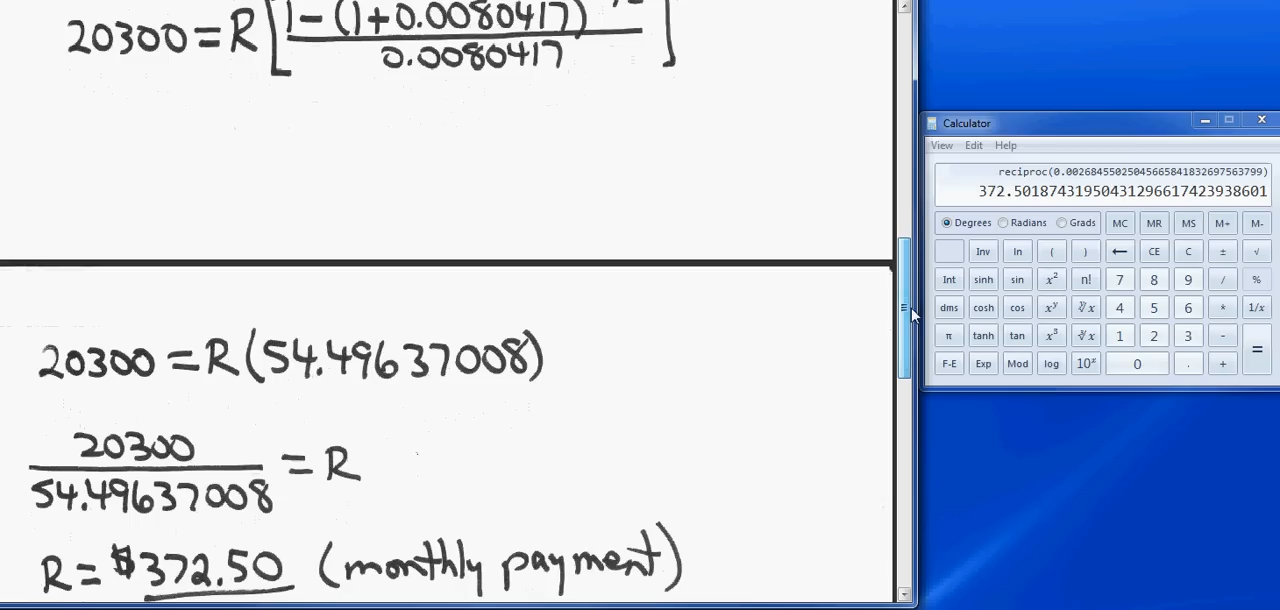 20300 = R [ 1 - (1 + 0.0080417)
0.0080417 ]
20300 = R (54.49637008)
20300
54.49637008 = R
R = $372.50 (monthly payment)
Calculator
View Edit Help
reciproc(0.0026845502504566584183269756379​9)
372.50187431950431296617423938601
Degrees Radians Grads MC MR MS M+ M-
Inv ln ( ) ← CE C ± √
Int sinh sin x² n! 7 8 9 / %
dms cosh cos xʸ ʸ√x 4 5 6 * 1/x
π tanh tan x³ ³√x 1 2 3 - =
F-E Exp Mod log 10ˣ 0 . +